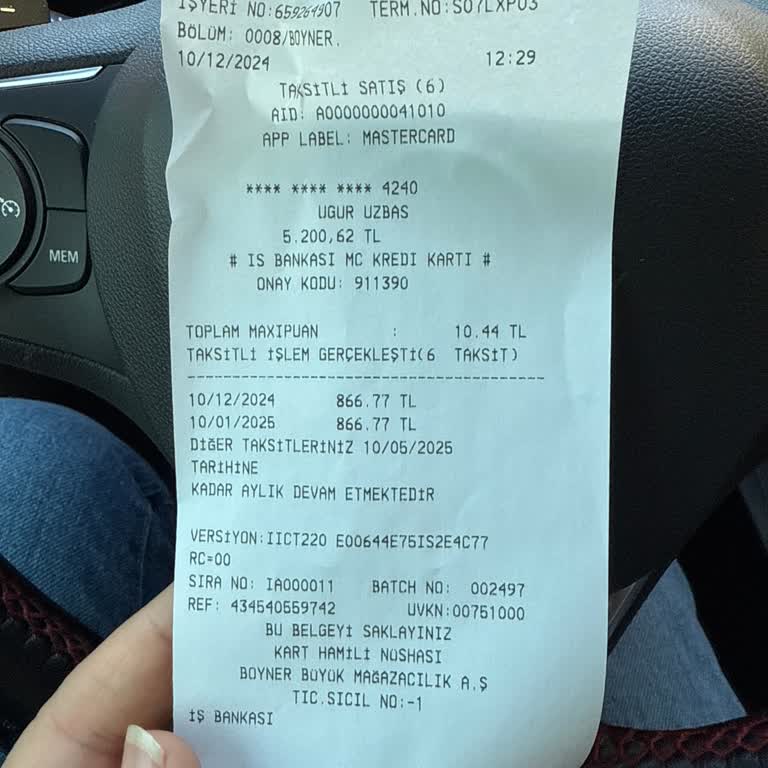 İŞYERİ NO:659264907 TERM.NO:S07LXP03
BÖLÜM: 0008/BOYNER.
10/12/2024 12:29
TAKSİTLİ SATIŞ (6)
AID: A0000000041010
APP LABEL: MASTERCARD
**** **** **** 4240
UGUR UZBAS
5.200,62 TL
# IS BANKASI MC KREDI KARTI #
ONAY KODU: 911390
TOPLAM MAXIPUAN : 10.44 TL
TAKSİTLİ İŞLEM GERÇEKLEŞTİ(6 TAKSİT)
10/12/2024 866.77 TL
10/01/2025 866.77 TL
DİĞER TAKSİTLERİNİZ 10/05/2025
TARİHİNE
KADAR AYLIK DEVAM ETMEKTEDİR
VERSİYON:IICT220 E00644E75IS2E4C77
RC=00
SIRA NO: IA000011 BATCH NO: 002497
REF: 434540559742 UVKN:00751000
BU BELGEYİ SAKLAYINIZ
KART HAMİLİ NÜSHASI
BOYNER BÜYÜK MAĞAZACILIK A.Ş
TIC.SICIL NO:-1
İŞ BANKASI
MEM